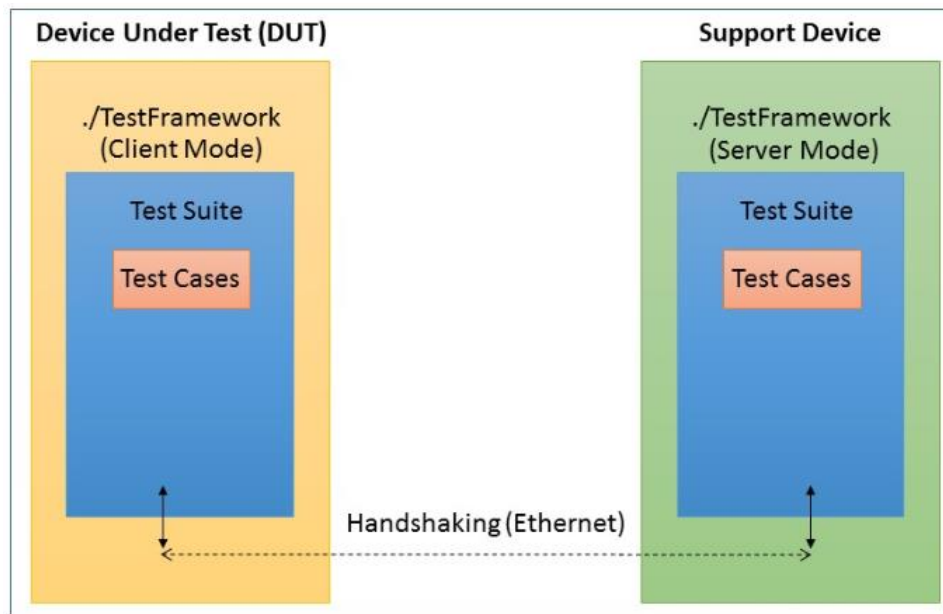 Device Under Test (DUT)
./TestFramework
(Client Mode)
Test Suite
Test Cases
Support Device
./TestFramework
(Server Mode)
Test Suite
Test Cases
Handshaking (Ethernet)